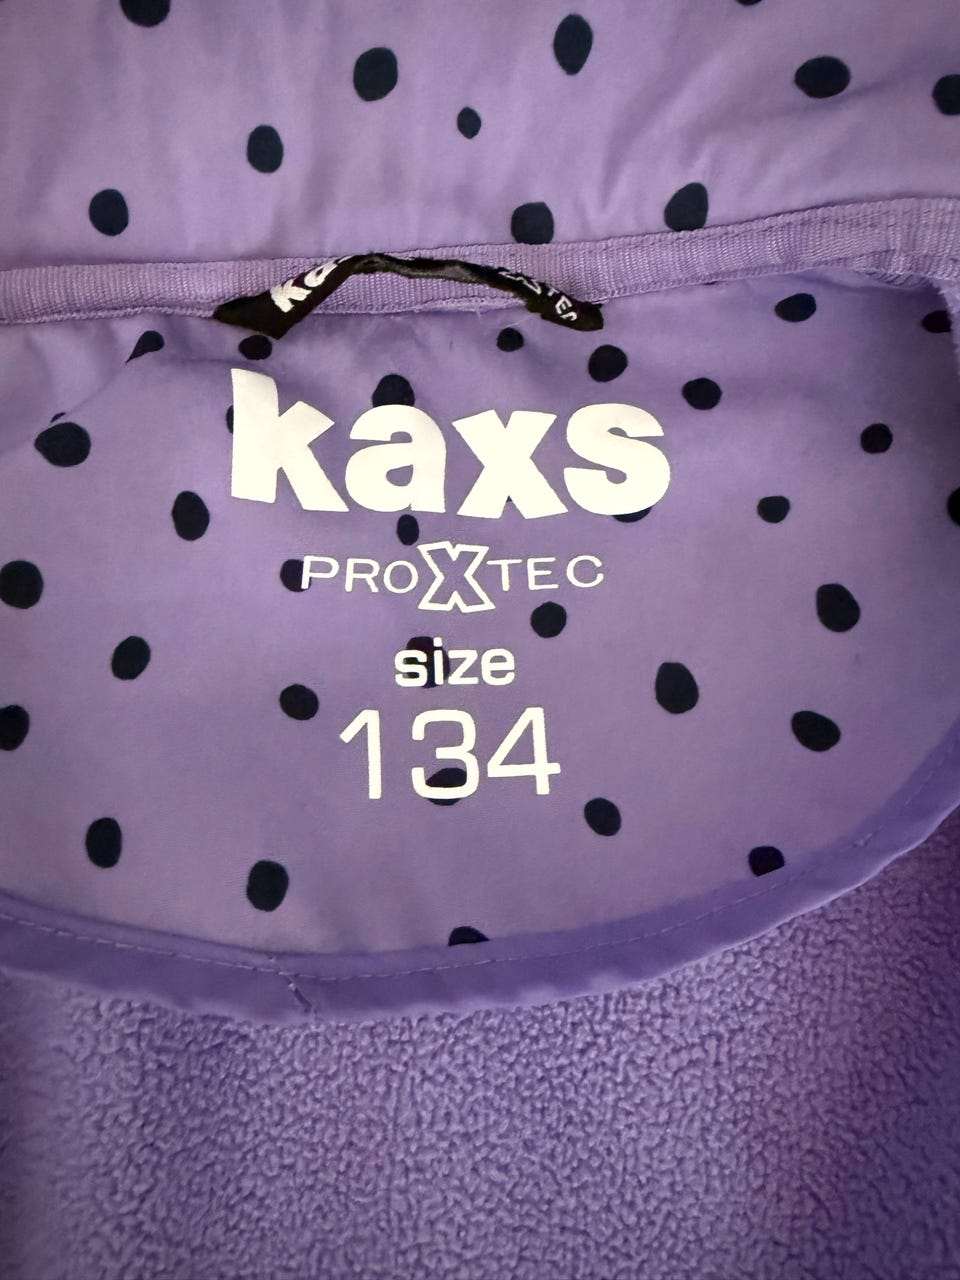 kaxs
PROXTEC
size
134